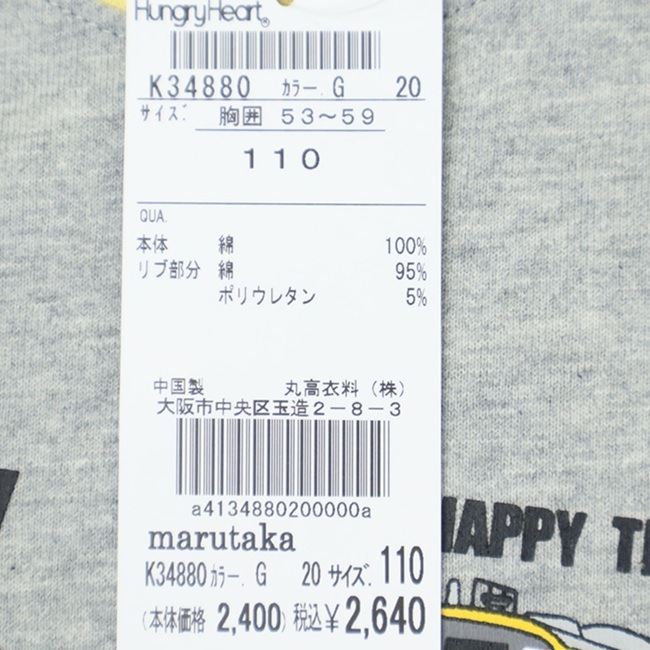 HungryHeart®
K34880 カラー. G 20
サイズ: 胸囲 53〜59
110
QUA.
本体 綿 100%
リブ部分 綿 95%
ポリウレタン 5%
中国製 丸高衣料（株）
大阪市中央区玉造2-8-3
a4134880200000a
marutaka
K34880 カラー. G 20 サイズ. 110
(本体価格 2,400) 税込 ¥2,640
HAPPY